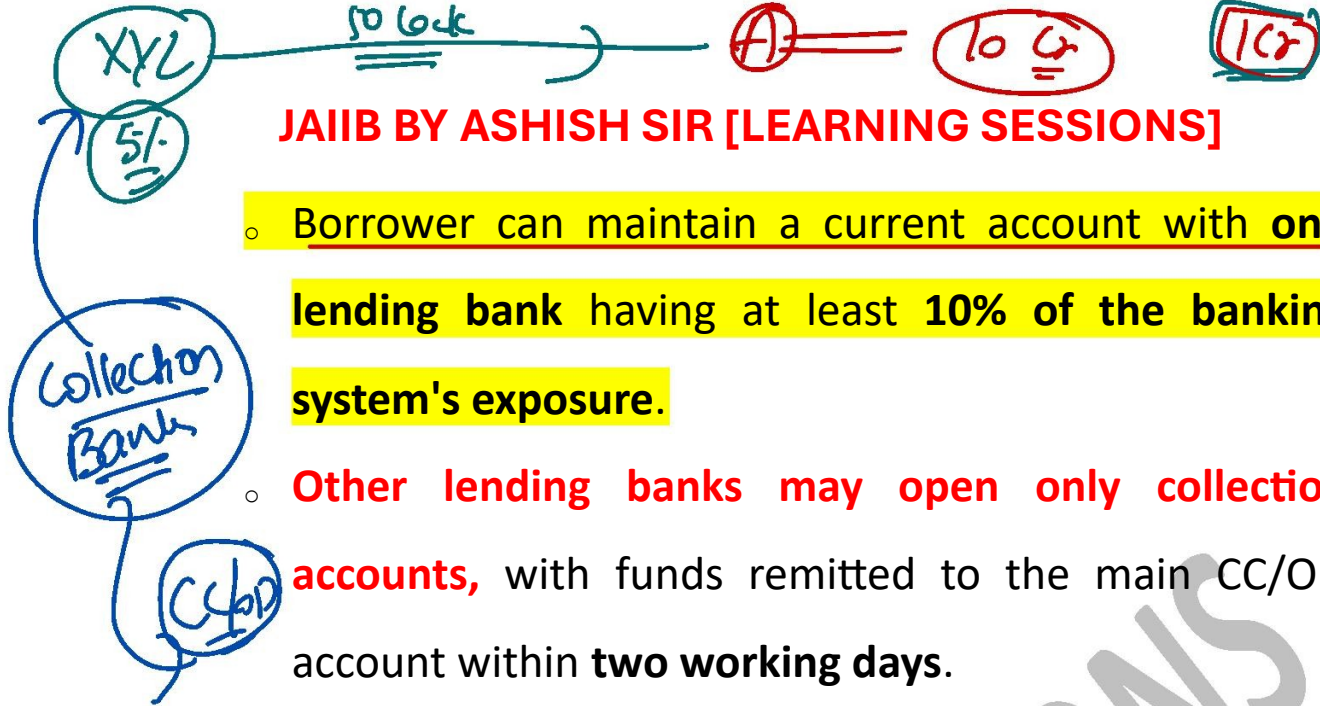 XYZ 50 lack A 10 Cr 1Cr
5%
JAIIB BY ASHISH SIR [LEARNING SESSIONS]
Borrower can maintain a current account with on
lending bank having at least 10% of the bankin
system's exposure.
Collection
Bank
Other lending banks may open only collectio
accounts, with funds remitted to the main CC/O
CC/OD
account within two working days.
NS